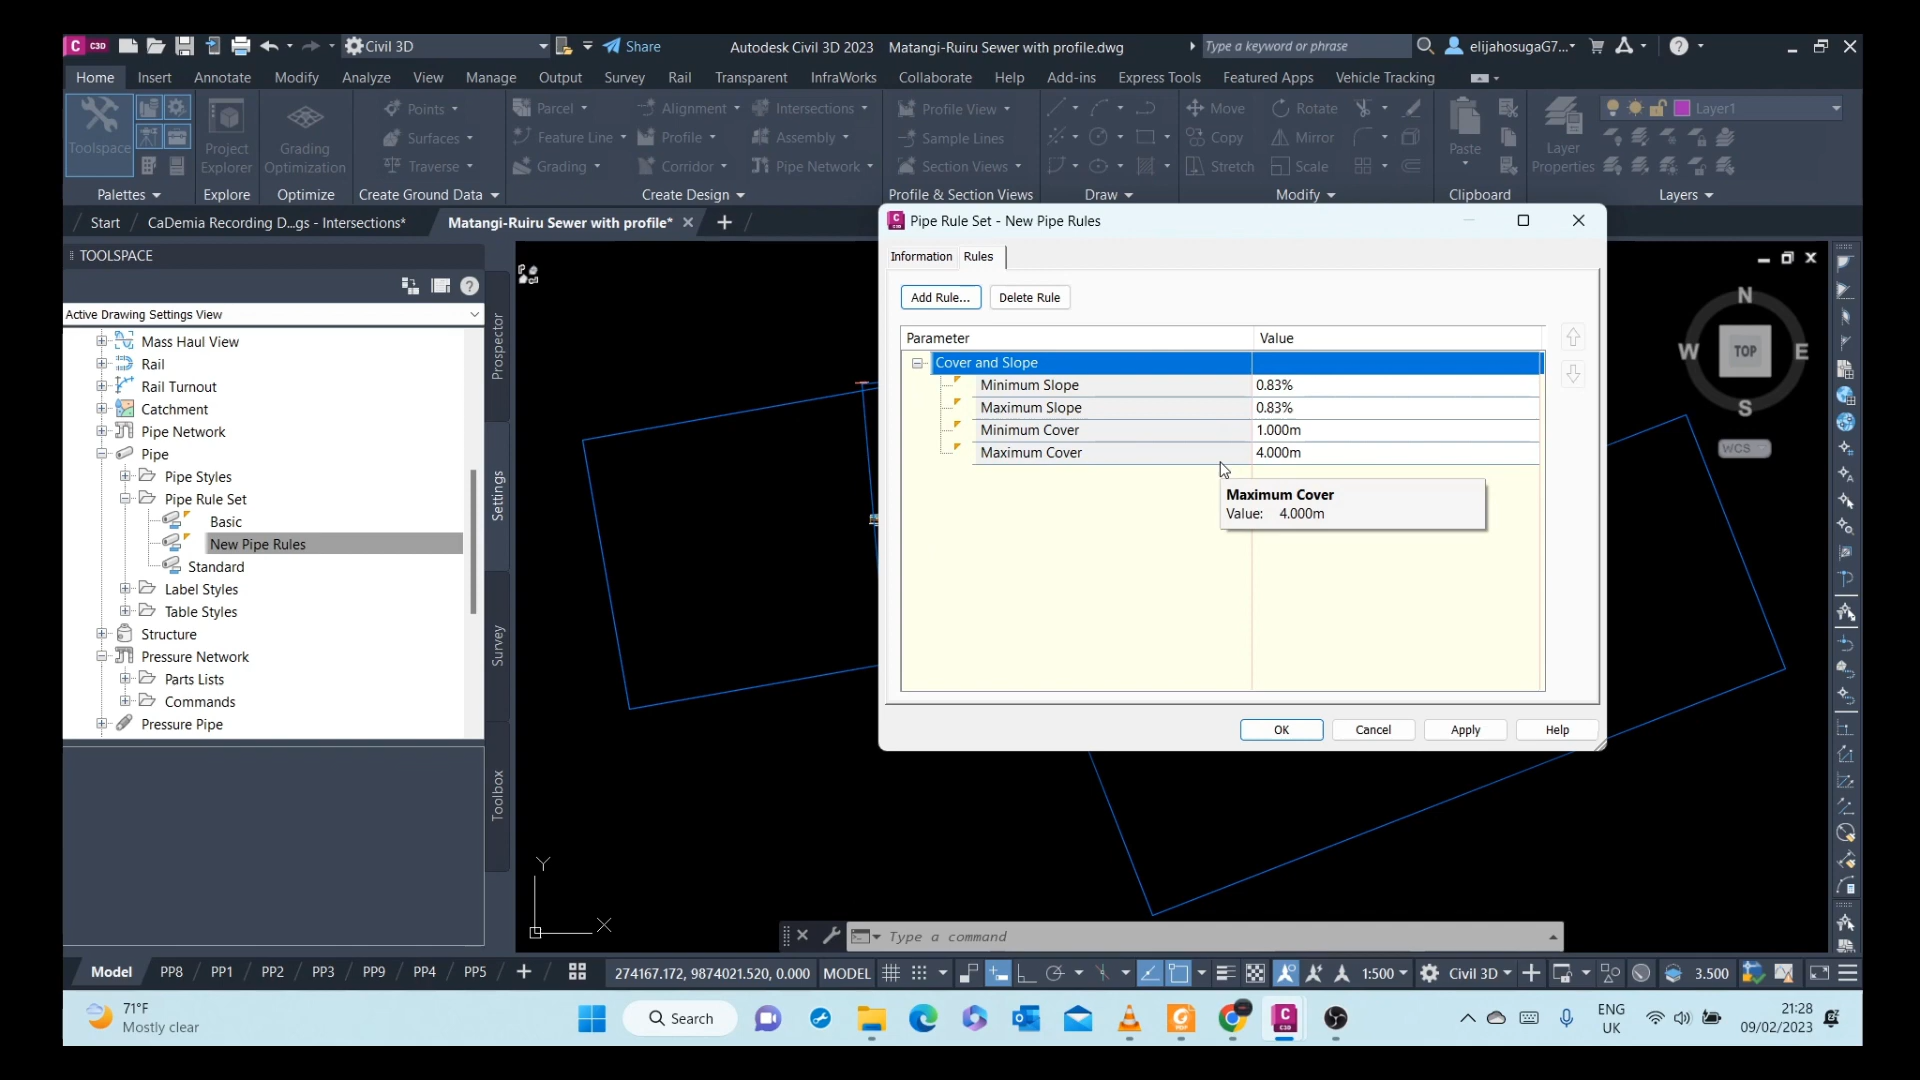 C C3D Civil 3D Share Autodesk Civil 3D 2023 Matangi-Ruiru Sewer with profile.dwg Type a keyword or phrase elijahosugaG7...
Home Insert Annotate Modify Analyze View Manage Output Survey Rail Transparent InfraWorks Collaborate Help Add-ins Express Tools Featured Apps Vehicle Tracking
Points Parcel Alignment Intersections Profile View Move Rotate Layer1
Toolspace Surfaces Feature Line Profile Assembly Sample Lines Copy Mirror
Project Explorer Grading Optimization Traverse Grading Corridor Pipe Network Section Views Stretch Scale Paste Layer Properties
Palettes Explore Optimize Create Ground Data Create Design Profile & Section Views Draw Modify Clipboard Layers
Start CaDemia Recording D...gs - Intersections* Matangi-Ruiru Sewer with profile*
Pipe Rule Set - New Pipe Rules
TOOLSPACE
Information Rules
Active Drawing Settings View
Add Rule... Delete Rule
Parameter Value
Cover and Slope
Minimum Slope 0.83%
Maximum Slope 0.83%
Minimum Cover 1.000m
Maximum Cover 4.000m
Maximum Cover
Value: 4.000m
OK Cancel Apply Help
Mass Haul View
Rail
Rail Turnout
Catchment
Pipe Network
Pipe
Pipe Styles
Pipe Rule Set
Basic
New Pipe Rules
Standard
Label Styles
Table Styles
Structure
Pressure Network
Parts Lists
Commands
Pressure Pipe
Prospector
Settings
Survey
Toolbox
N
W TOP E
S
WCS
Y
X
Type a command
Model PP8 PP1 PP2 PP3 PP9 PP4 PP5 274167.172, 9874021.520, 0.000 MODEL 1:500 Civil 3D 3.500
71°F
Mostly clear
Search
ENG
UK
21:28
09/02/2023